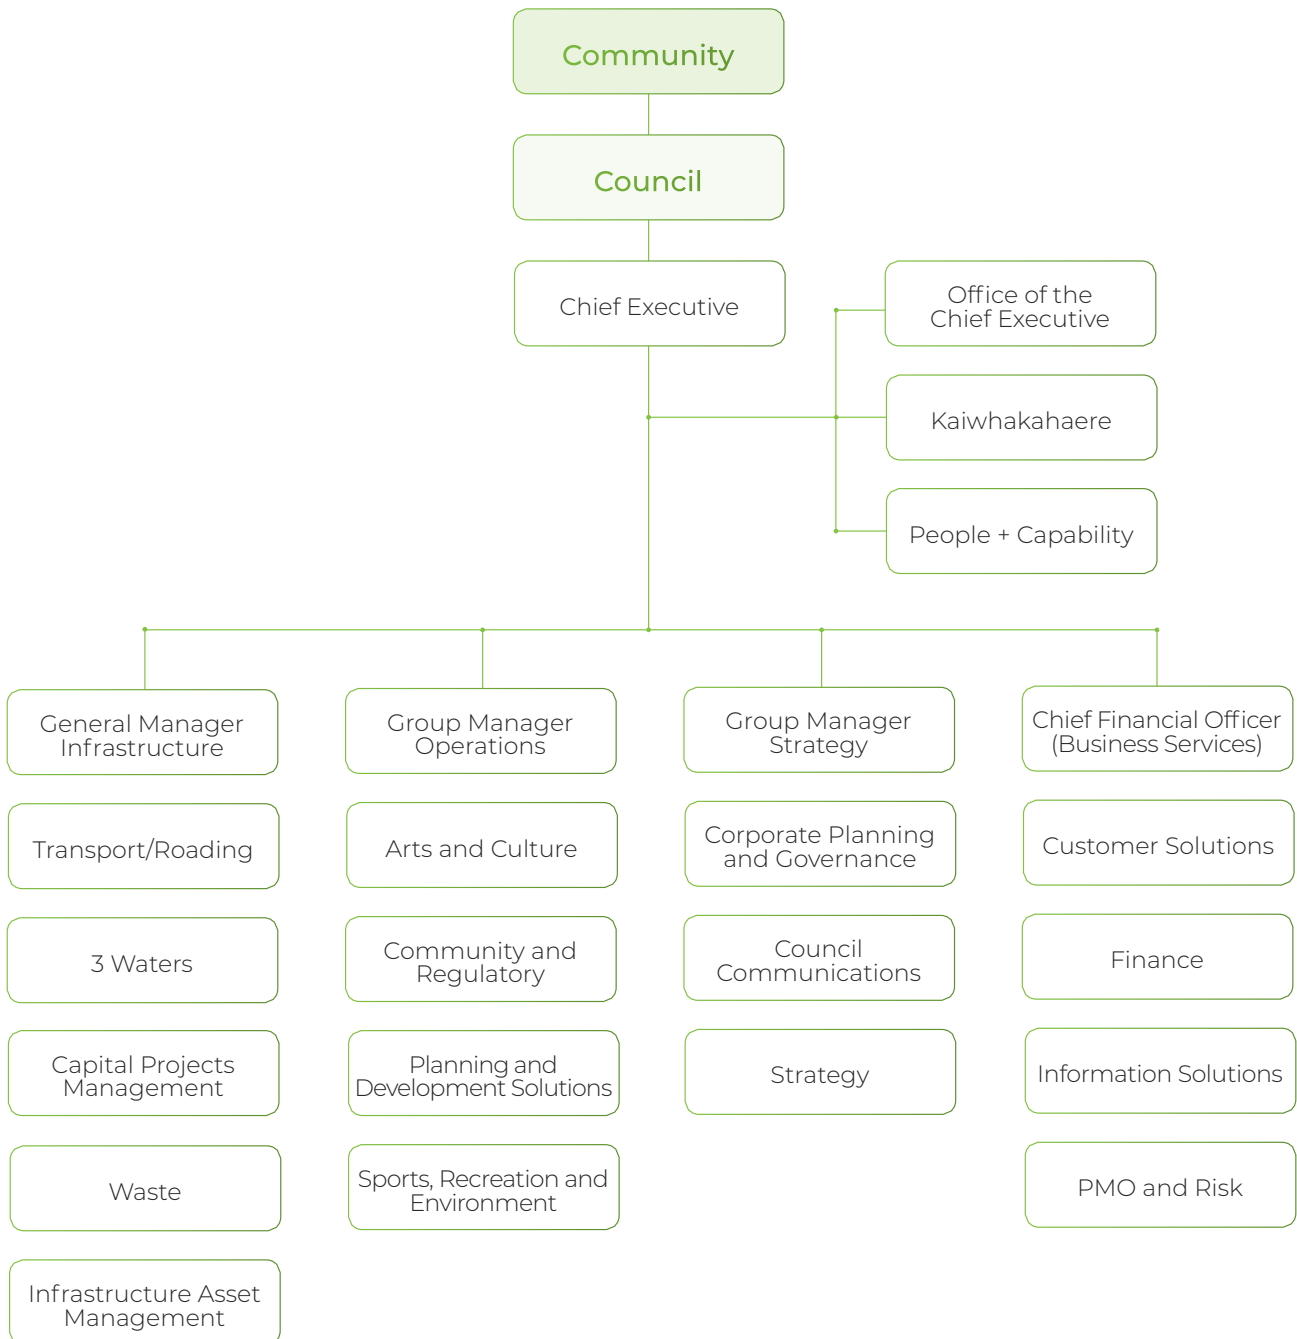 Community
Council
Chief Executive
Office of the
Chief Executive
Kaiwhakahaere
People + Capability
General Manager
Infrastructure
Transport/Roading
3 Waters
Capital Projects
Management
Waste
Infrastructure Asset
Management
Group Manager
Operations
Arts and Culture
Community and
Regulatory
Planning and
Development Solutions
Sports, Recreation and
Environment
Group Manager
Strategy
Corporate Planning
and Governance
Council
Communications
Strategy
Chief Financial Officer
(Business Services)
Customer Solutions
Finance
Information Solutions
PMO and Risk